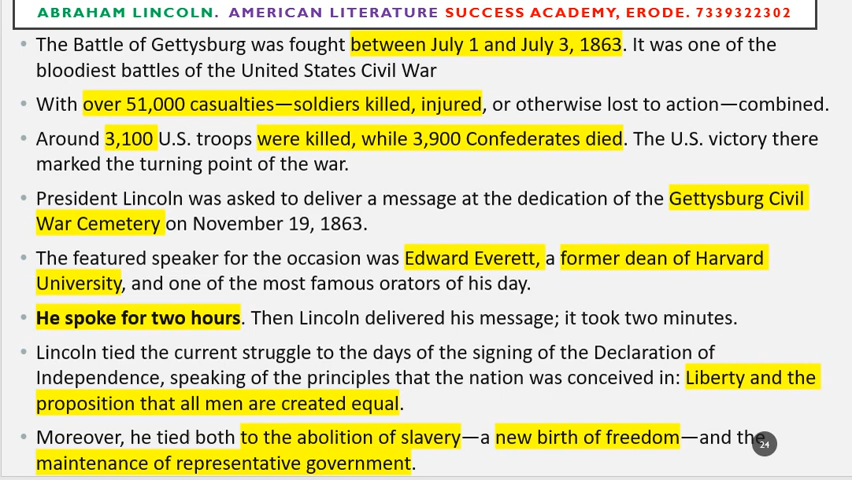 ABRAHAM LINCOLN. AMERICAN LITERATURE SUCCESS ACADEMY, ERODE. 7339322302
• The Battle of Gettysburg was fought between July 1 and July 3, 1863. It was one of the
bloodiest battles of the United States Civil War
• With over 51,000 casualties—soldiers killed, injured, or otherwise lost to action—combined.
• Around 3,100 U.S. troops were killed, while 3,900 Confederates died. The U.S. victory there
marked the turning point of the war.
• President Lincoln was asked to deliver a message at the dedication of the Gettysburg Civil
War Cemetery on November 19, 1863.
• The featured speaker for the occasion was Edward Everett, a former dean of Harvard
University, and one of the most famous orators of his day.
• He spoke for two hours. Then Lincoln delivered his message; it took two minutes.
• Lincoln tied the current struggle to the days of the signing of the Declaration of
Independence, speaking of the principles that the nation was conceived in: Liberty and the
proposition that all men are created equal.
• Moreover, he tied both to the abolition of slavery—a new birth of freedom—and the
maintenance of representative government.
24